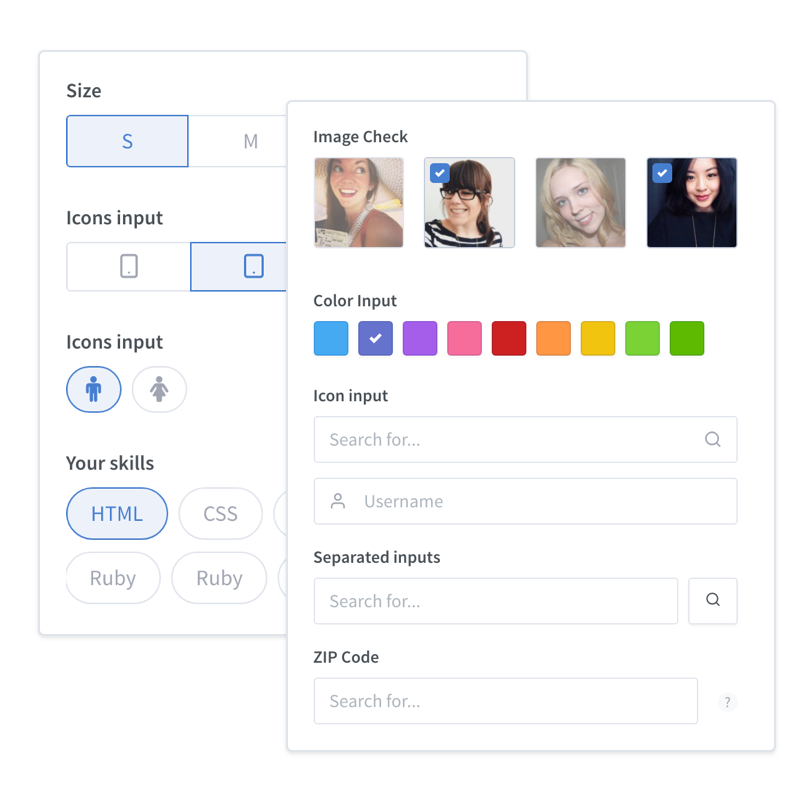 Size
S
M
Icons input
Icons input
Your skills
HTML
CSS
Ruby
Ruby
Image Check
Color Input
Icon input
Search for...
Username
Separated inputs
Search for...
ZIP Code
Search for...
?